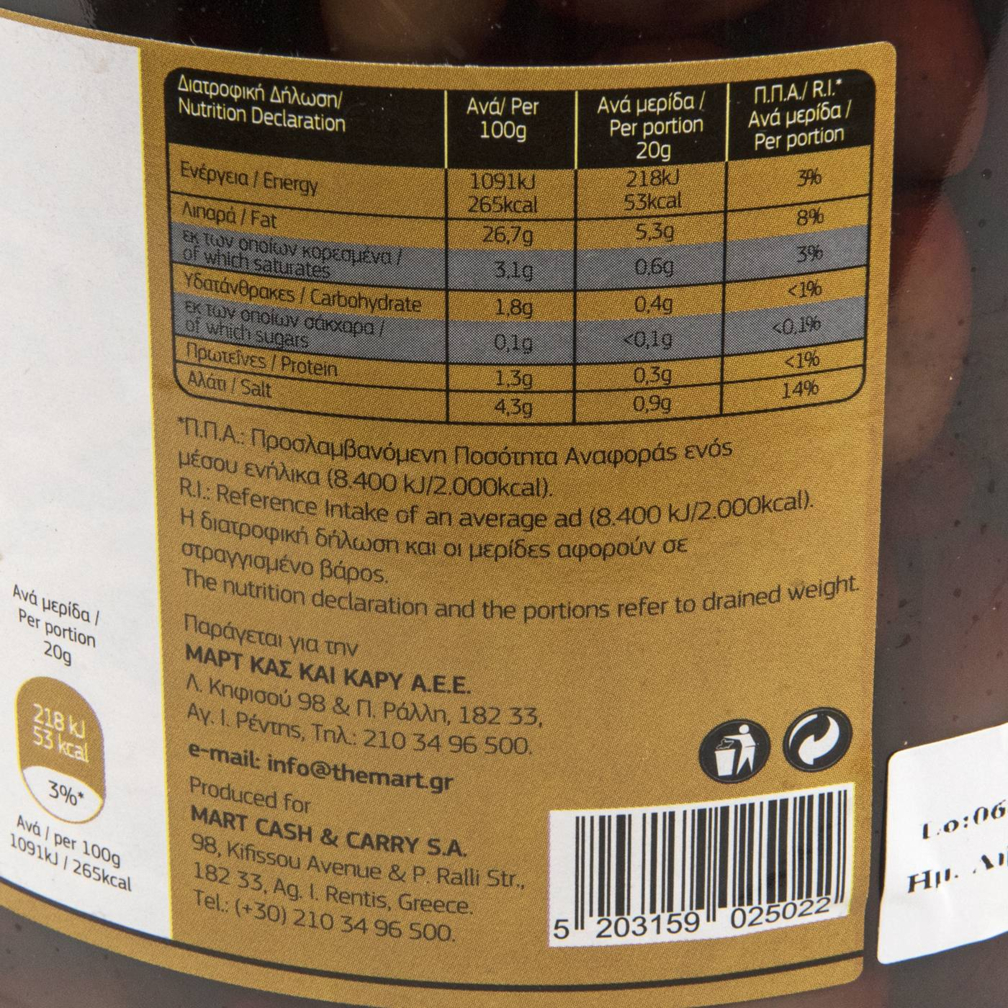 Διατροφική Δήλωση/
Nutrition Declaration
Ανά/ Per
100g
Ανά μερίδα /
Per portion
20g
Π.Π.Α./ R.I.*
Ανά μερίδα /
Per portion
Ενέργεια / Energy
1091kJ
265kcal
218kJ
53kcal
3%
Λιπαρά / Fat
26,7g
5,3g
8%
εκ των οποίων κορεσμένα /
of which saturates
3,1g
0,6g
3%
Υδατάνθρακες / Carbohydrate
1,8g
0,4g
<1%
εκ των οποίων σάκχαρα /
of which sugars
0,1g
<0,1g
<0,1%
Πρωτεΐνες / Protein
1,3g
0,3g
<1%
Αλάτι / Salt
4,3g
0,9g
14%
*Π.Π.Α.: Προσλαμβανόμενη Ποσότητα Αναφοράς ενός
μέσου ενήλικα (8.400 kJ/2.000kcal).
R.I.: Reference Intake of an average ad (8.400 kJ/2.000kcal).
Η διατροφική δήλωση και οι μερίδες αφορούν σε
στραγγισμένο βάρος.
The nutrition declaration and the portions refer to drained weight.
Παράγεται για την
ΜΑΡΤ ΚΑΣ ΚΑΙ ΚΑΡΥ Α.Ε.Ε.
Λ. Κηφισού 98 & Π. Ράλλη, 182 33,
Αγ. Ι. Ρέντης, Τηλ.: 210 34 96 500.
e-mail: info@themart.gr
Produced for
MART CASH & CARRY S.A.
98, Kifissou Avenue & P. Ralli Str.,
182 33, Ag. I. Rentis, Greece.
Tel.: (+30) 210 34 96 500.
5 203159 025022
Ανά μερίδα /
Per portion
20g
218 kJ
53 kcal
3%*
Ανά / per 100g
1091kJ / 265kcal
Lo:06
Ημ.